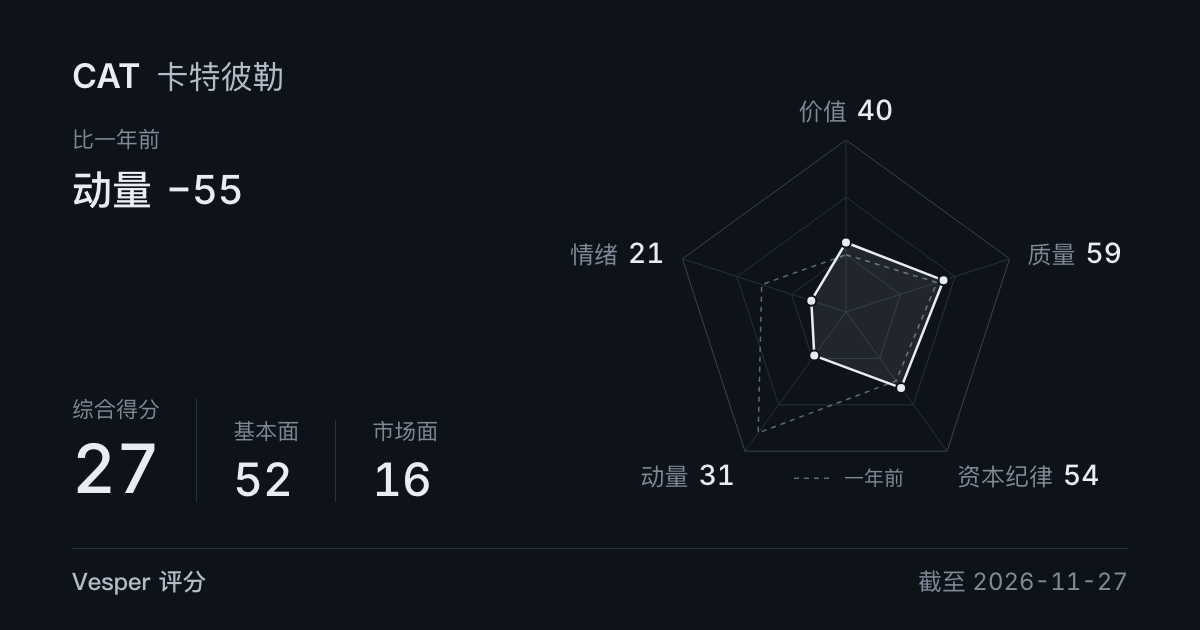 CAT 卡特彼勒
比一年前
动量 −55
价值 40
情绪 21
质量 59
动量 31
一年前
资本纪律 54
综合得分
27
基本面
52
市场面
16
Vesper 评分
截至 2026-11-27